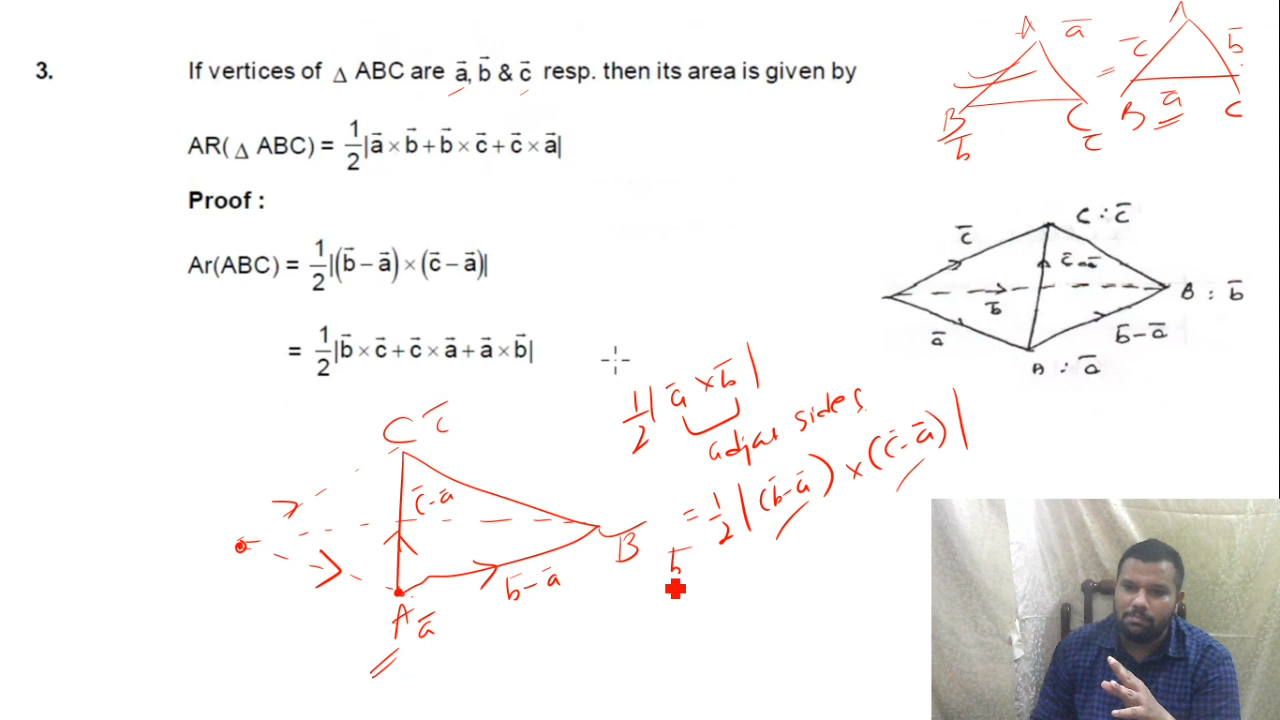 3. If vertices of △ ABC are a⃗, b⃗ & c⃗ resp. then its area is given by
AR(△ ABC) = 1/2|a⃗×b⃗+b⃗×c⃗+c⃗×a⃗|
Proof :
Ar(ABC) = 1/2|(b⃗−a⃗)×(c⃗−a⃗)|
= 1/2|b⃗×c⃗+c⃗×a⃗+a⃗×b⃗|
A a̅
B b̅
C c̅
=
A
c̅ b̅
B a̅ C
C : c̅
c̅
b̅
B : b̅
a̅
b̅−a̅
A : a̅
C c̅
c̅−a̅
B b̅
b̅−a̅
A a̅
1/2|a̅ × b̅|
sides
= 1/2|(b̅−a̅) × (c̅−a̅)|